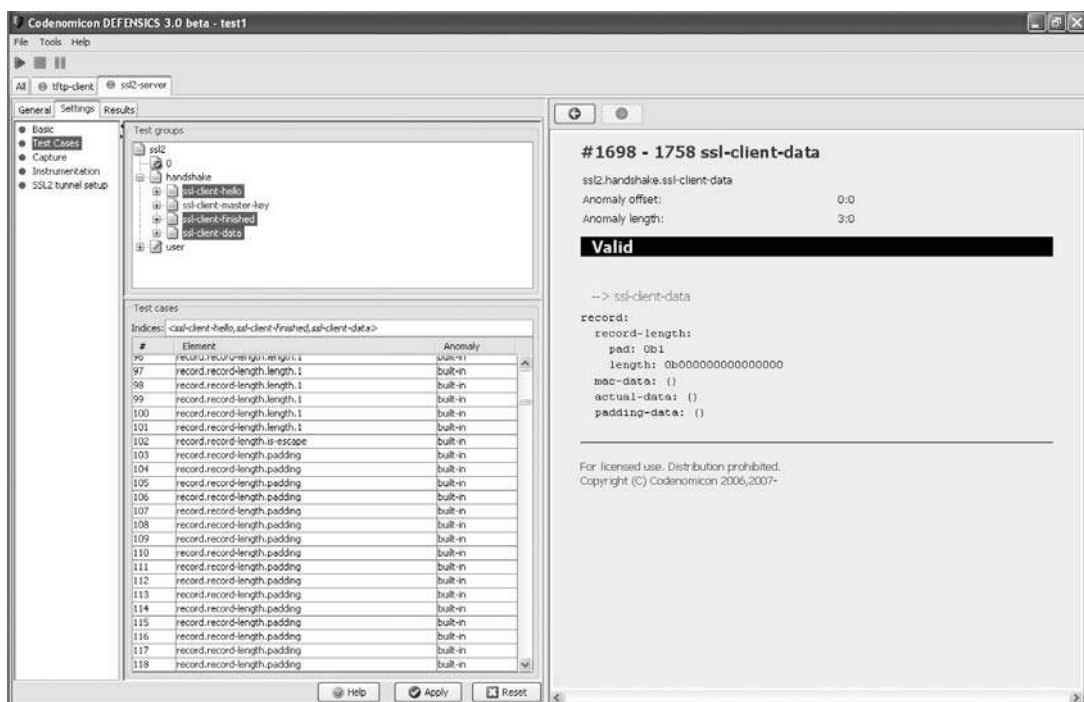 Codenomicon DEFENSICS 3.0 beta - test1
File Tools Help
All tftp-client ssl2-server
General Settings Results
Basic
Test Cases
Capture
Instrumentation
SSL2 tunnel setup
Test groups
ssl2
0
handshake
ssl-client-hello
ssl-client-master-key
ssl-client-finished
ssl-client-data
user
Test cases
Indices: <ssl-client-hello,ssl-client-finished,ssl-client-data>
# Element Anomaly
96 record.record-length.length.1 built-in
97 record.record-length.length.1 built-in
98 record.record-length.length.1 built-in
99 record.record-length.length.1 built-in
100 record.record-length.length.1 built-in
101 record.record-length.length.1 built-in
102 record.record-length.is-escape built-in
103 record.record-length.padding built-in
104 record.record-length.padding built-in
105 record.record-length.padding built-in
106 record.record-length.padding built-in
107 record.record-length.padding built-in
108 record.record-length.padding built-in
109 record.record-length.padding built-in
110 record.record-length.padding built-in
111 record.record-length.padding built-in
112 record.record-length.padding built-in
113 record.record-length.padding built-in
114 record.record-length.padding built-in
115 record.record-length.padding built-in
116 record.record-length.padding built-in
117 record.record-length.padding built-in
118 record.record-length.padding built-in
Help Apply Reset
#1698 - 1758 ssl-client-data
ssl2.handshake.ssl-client-data
Anomaly offset: 0:0
Anomaly length: 3:0
Valid
--> ssl-client-data
record:
record-length:
pad: 0b1
length: 0b00000000000000
mac-data: ()
actual-data: ()
padding-data: ()
For licensed use. Distribution prohibited.
Copyright (C) Codenomicon 2006,2007-